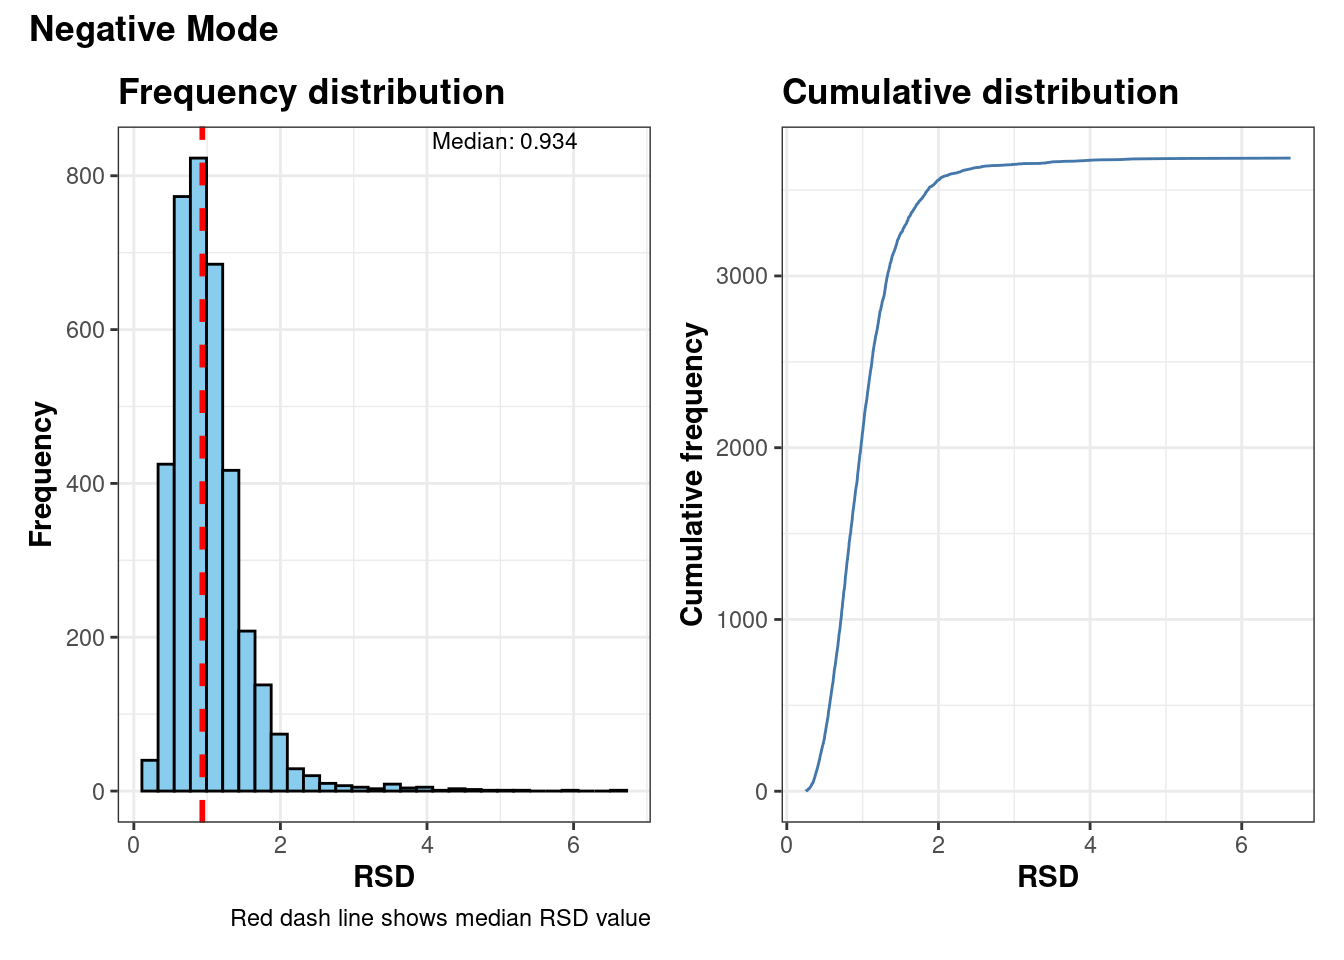 Negative Mode
Frequency distribution
Median: 0.934
800
600
400
200
0
Frequency
0 2 4 6
RSD
Red dash line shows median RSD value
Cumulative distribution
3000
2000
1000
0
Cumulative frequency
0 2 4 6
RSD